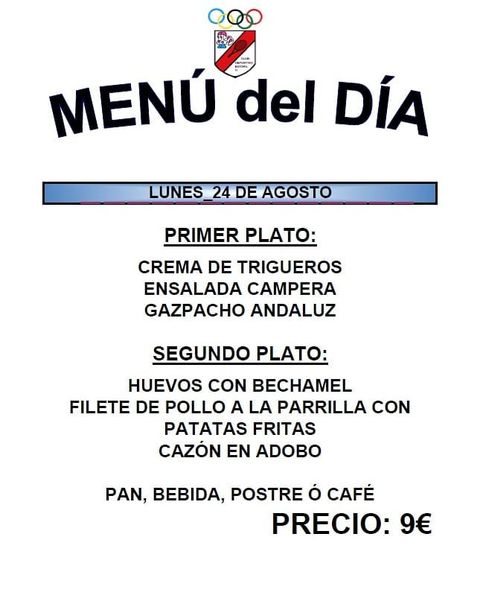 MENÚ del DÍA
LUNES_24 DE AGOSTO
PRIMER PLATO:
CREMA DE TRIGUEROS
ENSALADA CAMPERA
GAZPACHO ANDALUZ
SEGUNDO PLATO:
HUEVOS CON BECHAMEL
FILETE DE POLLO A LA PARRILLA CON
PATATAS FRITAS
CAZÓN EN ADOBO
PAN, BEBIDA, POSTRE Ó CAFÉ
PRECIO: 9€